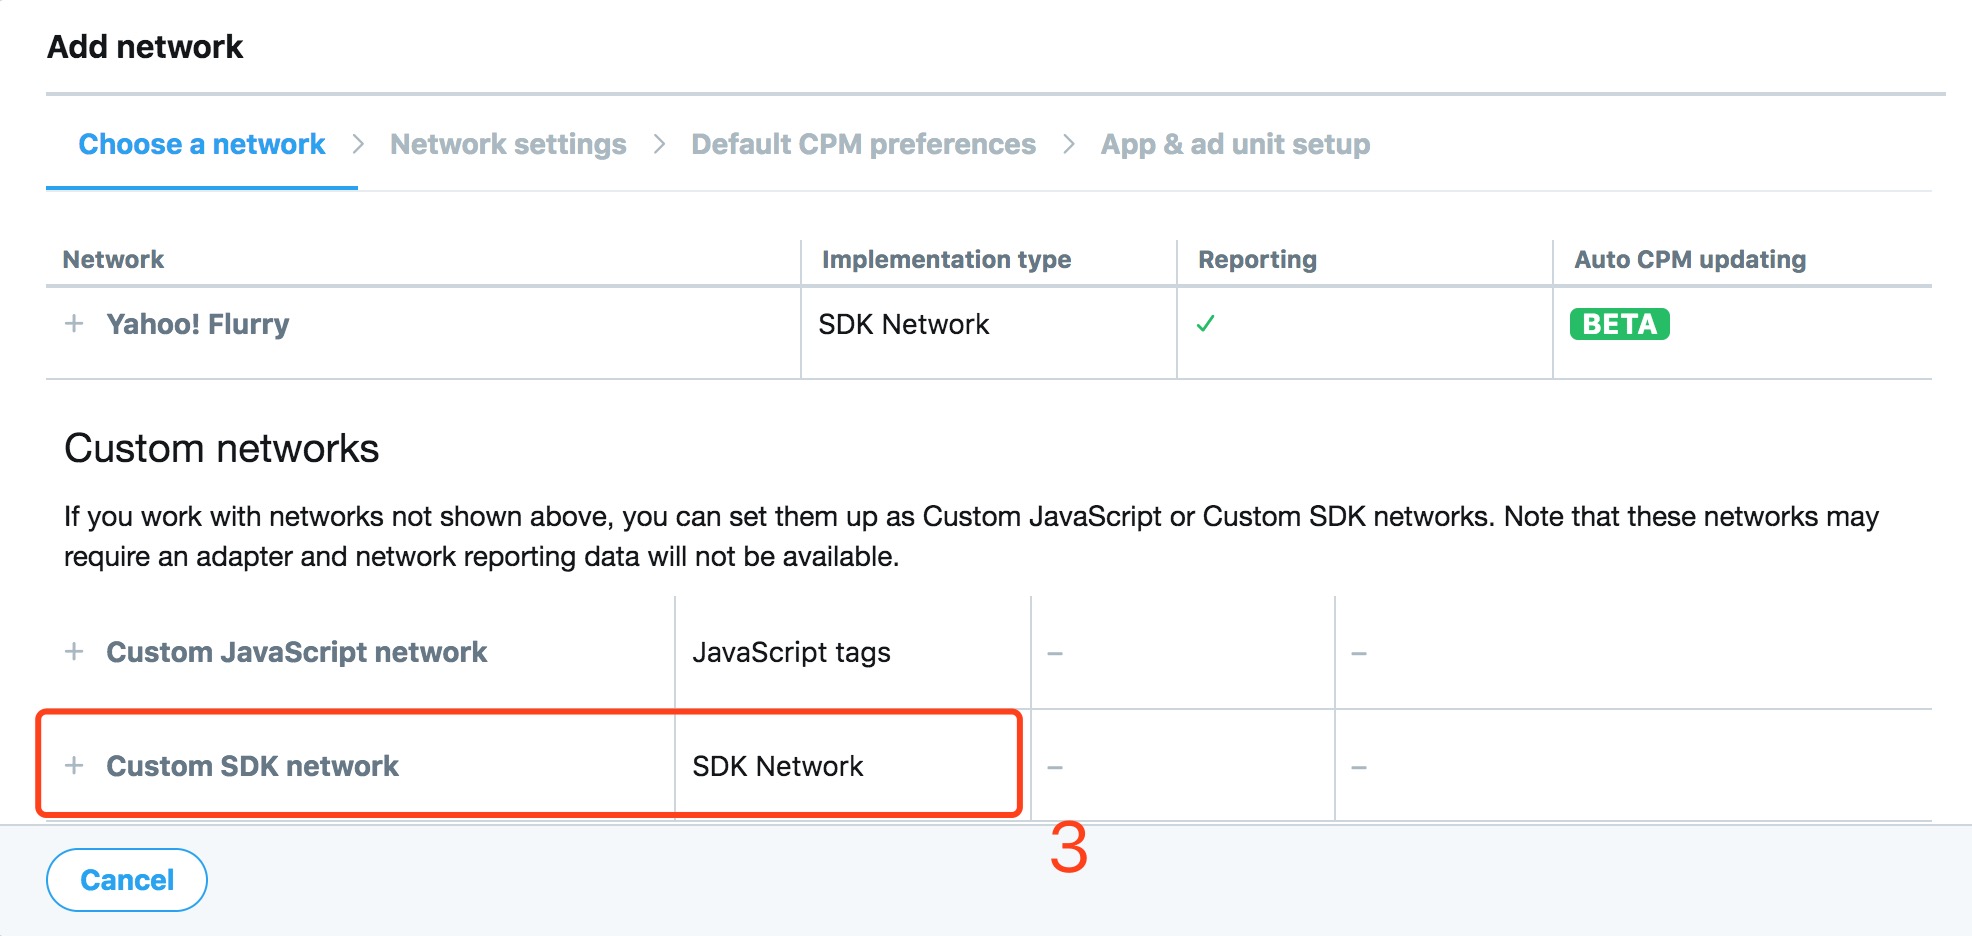 Add network
Choose a network > Network settings > Default CPM preferences > App & ad unit setup
Network Implementation type Reporting Auto CPM updating
+ Yahoo! Flurry SDK Network ✓ BETA
Custom networks
If you work with networks not shown above, you can set them up as Custom JavaScript or Custom SDK networks. Note that these networks may
require an adapter and network reporting data will not be available.
+ Custom JavaScript network JavaScript tags – –
+ Custom SDK network SDK Network – –
3
Cancel